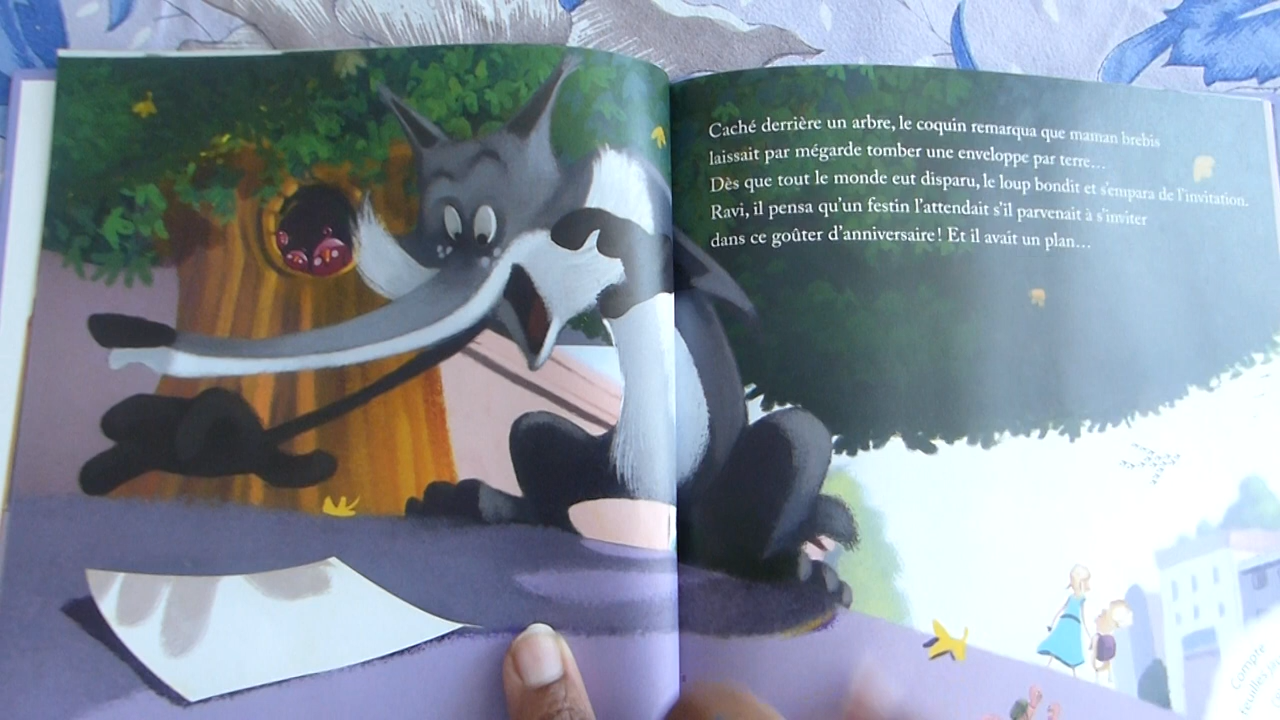 Caché derrière un arbre, le coquin remarqua que maman brebis
laissait par mégarde tomber une enveloppe par terre…
Dès que tout le monde eut disparu, le loup bondit et s'empara de l'invitation.
Ravi, il pensa qu'un festin l'attendait s'il parvenait à s'inviter
dans ce goûter d'anniversaire ! Et il avait un plan…
Compte